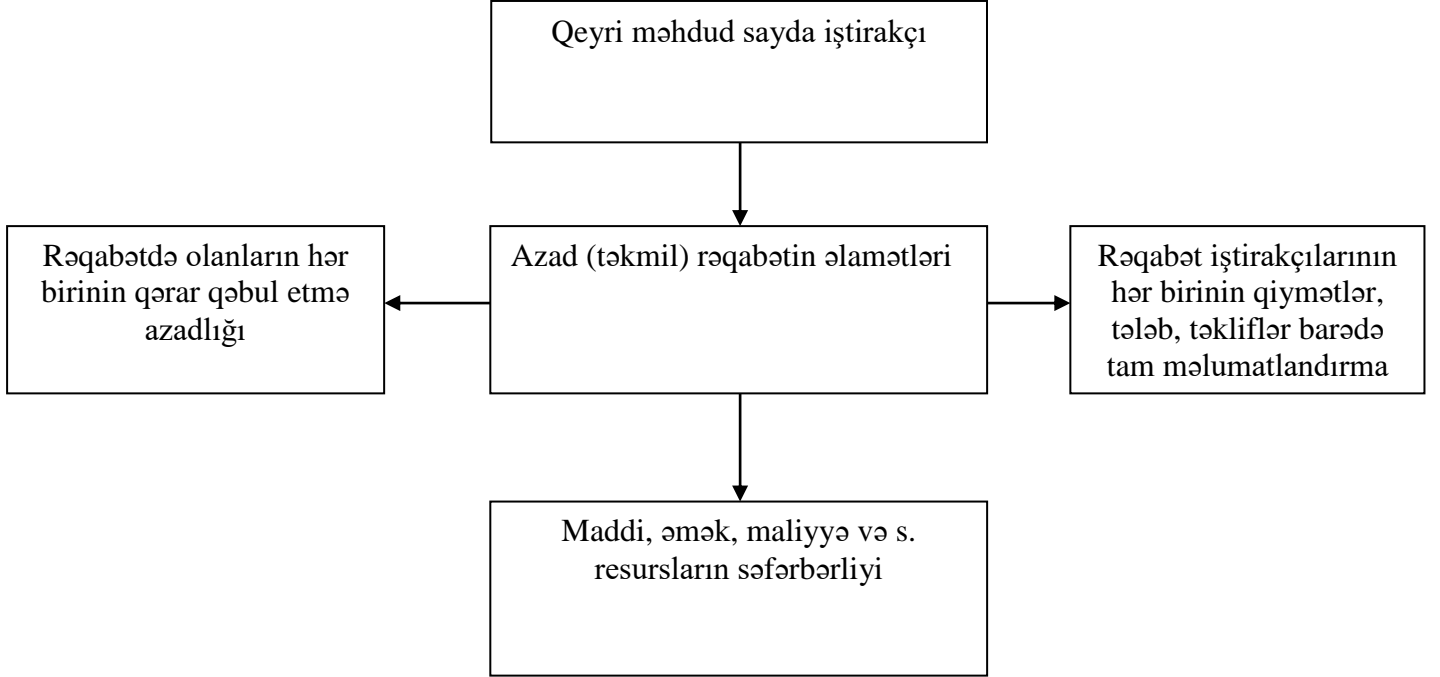 Qeyri məhdud sayda iştirakçı
Rəqabətdə olanların hər
birinin qərar qəbul etmə
azadlığı
Azad (təkmil) rəqabətin əlamətləri
Rəqabət iştirakçılarının
hər birinin qiymətlər,
tələb, təkliflər barədə
tam məlumatlandırma
Maddi, əmək, maliyyə və s.
resursların səfərbərliyi